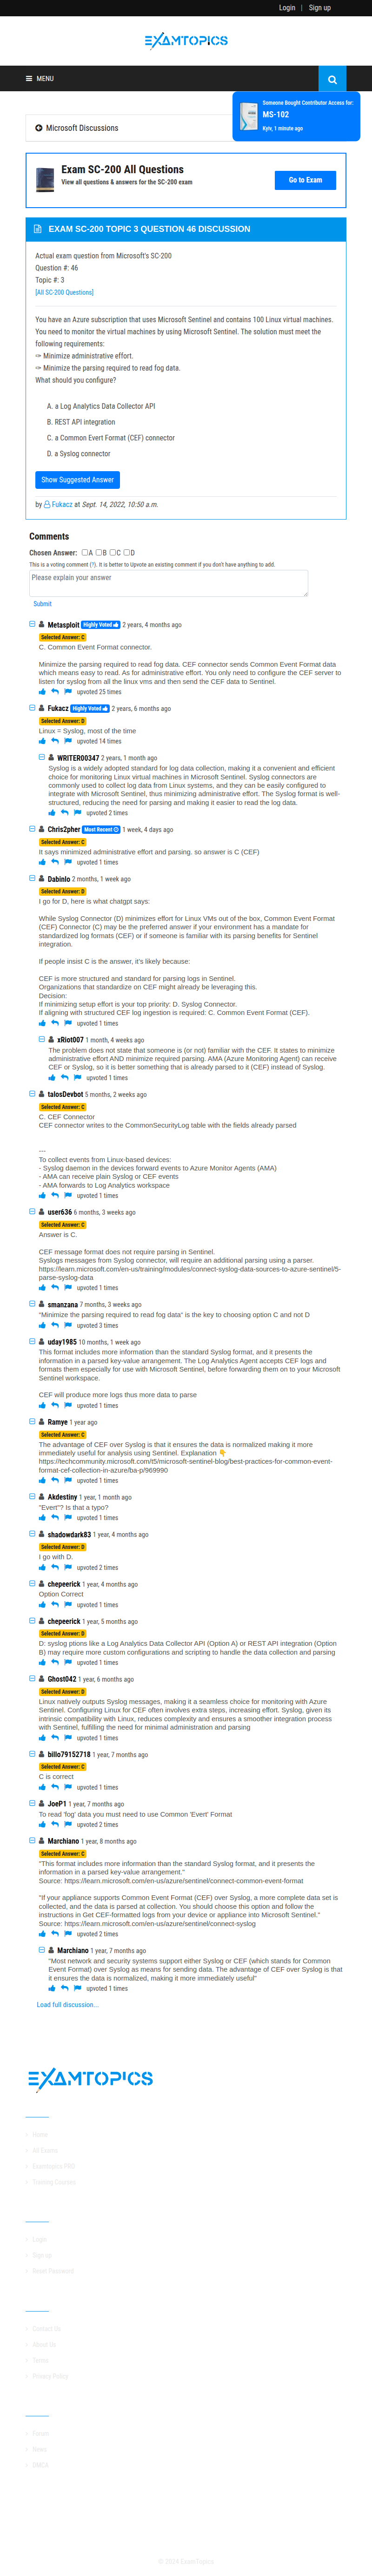 Login | Sign up
EXAMTOPICS
MENU
Someone Bought Contributor Access for:
MS-102
Kyiv, 1 minute ago
Microsoft Discussions
Exam SC-200 All Questions
View all questions & answers for the SC-200 exam
Go to Exam
EXAM SC-200 TOPIC 3 QUESTION 46 DISCUSSION
Actual exam question from Microsoft's SC-200
Question #: 46
Topic #: 3
[All SC-200 Questions]
You have an Azure subscription that uses Microsoft Sentinel and contains 100 Linux virtual machines.
You need to monitor the virtual machines by using Microsoft Sentinel. The solution must meet the
following requirements:
✑ Minimize administrative effort.
✑ Minimize the parsing required to read fog data.
What should you configure?
A. a Log Analytics Data Collector API
B. REST API integration
C. a Common Evert Format (CEF) connector
D. a Syslog connector
Show Suggested Answer
by Fukacz at Sept. 14, 2022, 10:50 a.m.
Comments
Chosen Answer: A B C D
This is a voting comment (?). It is better to Upvote an existing comment if you don't have anything to add.
Please explain your answer
Submit
Metasploit Highly Voted 2 years, 4 months ago
Selected Answer: C
C. Common Event Format connector.
Minimize the parsing required to read fog data. CEF connector sends Common Event Format data
which means easy to read. As for administrative effort. You only need to configure the CEF server to
listen for syslog from all the linux vms and then send the CEF data to Sentinel.
upvoted 25 times
Fukacz Highly Voted 2 years, 6 months ago
Selected Answer: D
Linux = Syslog, most of the time
upvoted 14 times
WRITER00347 2 years, 1 month ago
Syslog is a widely adopted standard for log data collection, making it a convenient and efficient
choice for monitoring Linux virtual machines in Microsoft Sentinel. Syslog connectors are
commonly used to collect log data from Linux systems, and they can be easily configured to
integrate with Microsoft Sentinel, thus minimizing administrative effort. The Syslog format is well-
structured, reducing the need for parsing and making it easier to read the log data.
upvoted 2 times
Chris2pher Most Recent 1 week, 4 days ago
Selected Answer: C
It says minimized administrative effort and parsing. so answer is C (CEF)
upvoted 1 times
Dabinlo 2 months, 1 week ago
Selected Answer: D
I go for D, here is what chatgpt says:
While Syslog Connector (D) minimizes effort for Linux VMs out of the box, Common Event Format
(CEF) Connector (C) may be the preferred answer if your environment has a mandate for
standardized log formats (CEF) or if someone is familiar with its parsing benefits for Sentinel
integration.
If people insist C is the answer, it's likely because:
CEF is more structured and standard for parsing logs in Sentinel.
Organizations that standardize on CEF might already be leveraging this.
Decision:
If minimizing setup effort is your top priority: D. Syslog Connector.
If aligning with structured CEF log ingestion is required: C. Common Event Format (CEF).
upvoted 1 times
xRiot007 1 month, 4 weeks ago
The problem does not state that someone is (or not) familiar with the CEF. It states to minimize
administrative effort AND minimize required parsing. AMA (Azure Monitoring Agent) can receive
CEF or Syslog, so it is better something that is already parsed to it (CEF) instead of Syslog.
upvoted 1 times
talosDevbot 5 months, 2 weeks ago
Selected Answer: C
C. CEF Connector
CEF connector writes to the CommonSecurityLog table with the fields already parsed
---
To collect events from Linux-based devices:
- Syslog daemon in the devices forward events to Azure Monitor Agents (AMA)
- AMA can receive plain Syslog or CEF events
- AMA forwards to Log Analytics workspace
upvoted 1 times
user636 6 months, 3 weeks ago
Selected Answer: C
Answer is C.
CEF message format does not require parsing in Sentinel.
Syslogs messages from Syslog connector, will require an additional parsing using a parser.
https://learn.microsoft.com/en-us/training/modules/connect-syslog-data-sources-to-azure-sentinel/5-
parse-syslog-data
upvoted 1 times
smanzana 7 months, 3 weeks ago
"Minimize the parsing required to read fog data" is the key to choosing option C and not D
upvoted 3 times
uday1985 10 months, 1 week ago
This format includes more information than the standard Syslog format, and it presents the
information in a parsed key-value arrangement. The Log Analytics Agent accepts CEF logs and
formats them especially for use with Microsoft Sentinel, before forwarding them on to your Microsoft
Sentinel workspace.
CEF will produce more logs thus more data to parse
upvoted 1 times
Ramye 1 year ago
Selected Answer: C
The advantage of CEF over Syslog is that it ensures the data is normalized making it more
immediately useful for analysis using Sentinel. Explanation 👇
https://techcommunity.microsoft.com/t5/microsoft-sentinel-blog/best-practices-for-common-event-
format-cef-collection-in-azure/ba-p/969990
upvoted 1 times
Akdestiny 1 year, 1 month ago
"Evert"? Is that a typo?
upvoted 1 times
shadowdark83 1 year, 4 months ago
Selected Answer: D
I go with D.
upvoted 2 times
chepeerick 1 year, 4 months ago
Option Correct
upvoted 1 times
chepeerick 1 year, 5 months ago
Selected Answer: D
D: syslog ptions like a Log Analytics Data Collector API (Option A) or REST API integration (Option
B) may require more custom configurations and scripting to handle the data collection and parsing
upvoted 1 times
Ghost042 1 year, 6 months ago
Selected Answer: D
Linux natively outputs Syslog messages, making it a seamless choice for monitoring with Azure
Sentinel. Configuring Linux for CEF often involves extra steps, increasing effort. Syslog, given its
intrinsic compatibility with Linux, reduces complexity and ensures a smoother integration process
with Sentinel, fulfilling the need for minimal administration and parsing
upvoted 1 times
billo79152718 1 year, 7 months ago
Selected Answer: C
C is correct
upvoted 1 times
JoeP1 1 year, 7 months ago
To read 'fog' data you must need to use Common 'Evert' Format
upvoted 2 times
Marchiano 1 year, 8 months ago
Selected Answer: C
"This format includes more information than the standard Syslog format, and it presents the
information in a parsed key-value arrangement."
Source: https://learn.microsoft.com/en-us/azure/sentinel/connect-common-event-format
"If your appliance supports Common Event Format (CEF) over Syslog, a more complete data set is
collected, and the data is parsed at collection. You should choose this option and follow the
instructions in Get CEF-formatted logs from your device or appliance into Microsoft Sentinel."
Source: https://learn.microsoft.com/en-us/azure/sentinel/connect-syslog
upvoted 2 times
Marchiano 1 year, 7 months ago
"Most network and security systems support either Syslog or CEF (which stands for Common
Event Format) over Syslog as means for sending data. The advantage of CEF over Syslog is that
it ensures the data is normalized, making it more immediately useful"
upvoted 1 times
Load full discussion...
EXAMTOPICS
Home
All Exams
Examtopics PRO
Training Courses
Login
Sign up
Reset Password
Contact Us
About Us
Terms
Privacy Policy
Forum
News
DMCA
© 2024 ExamTopics